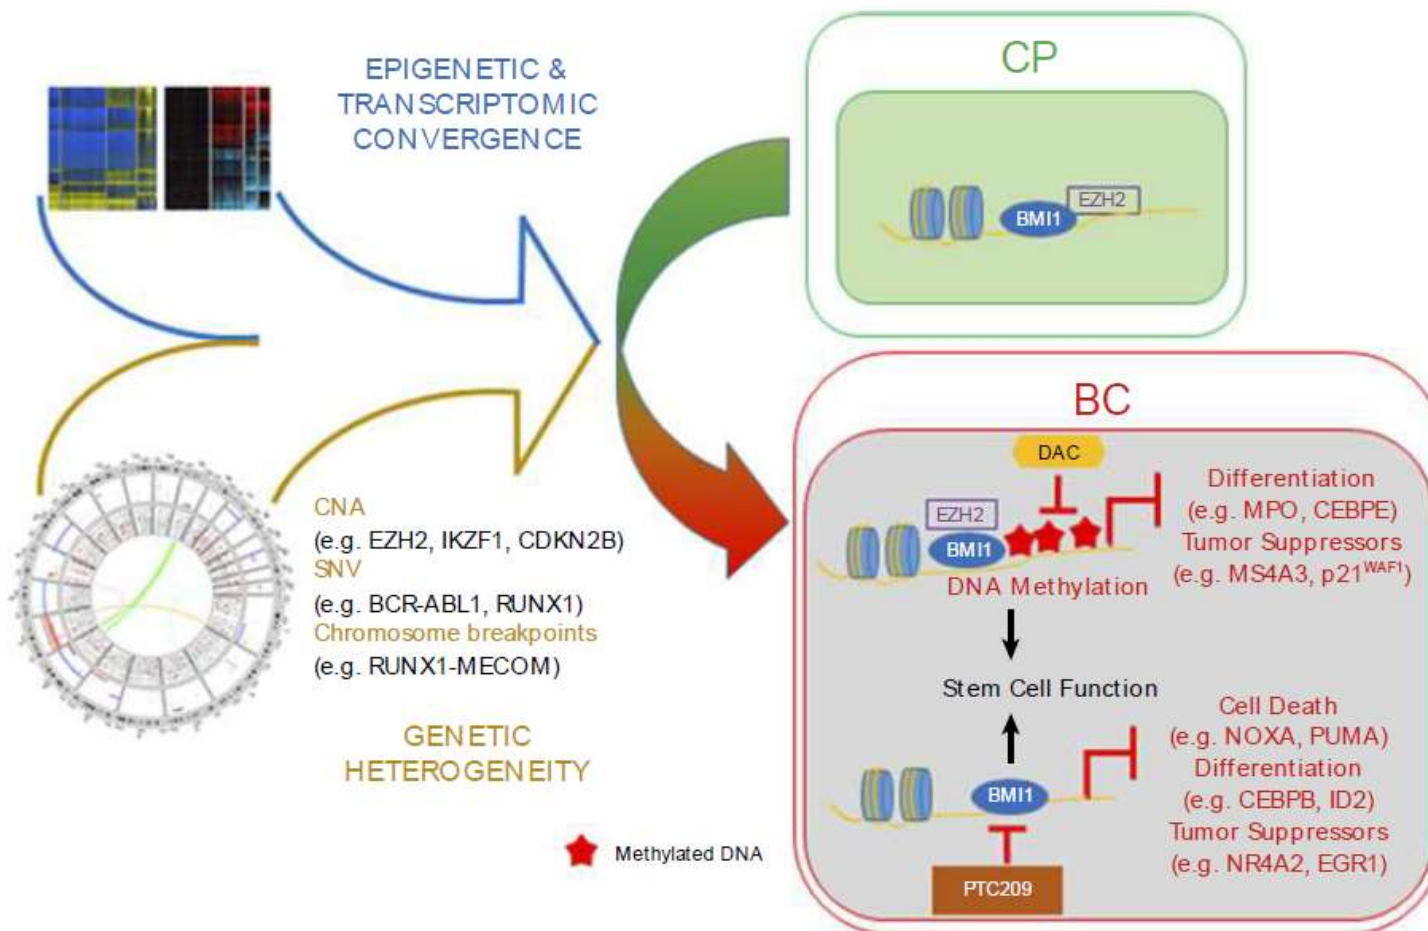 EPIGENETIC &
TRANSCRIPTOMIC
CONVERGENCE
CNA
(e.g. EZH2, IKZF1, CDKN2B)
SNV
(e.g. BCR-ABL1, RUNX1)
Chromosome breakpoints
(e.g. RUNX1-MECOM)
GENETIC
HETEROGENEITY
Methylated DNA
CP
EZH2
BMI1
BC
DAC
EZH2
BMI1
DNA Methylation
Differentiation
(e.g. MPO, CEBPE)
Tumor Suppressors
(e.g. MS4A3, p21WAF1)
Stem Cell Function
BMI1
PTC209
Cell Death
(e.g. NOXA, PUMA)
Differentiation
(e.g. CEBPB, ID2)
Tumor Suppressors
(e.g. NR4A2, EGR1)